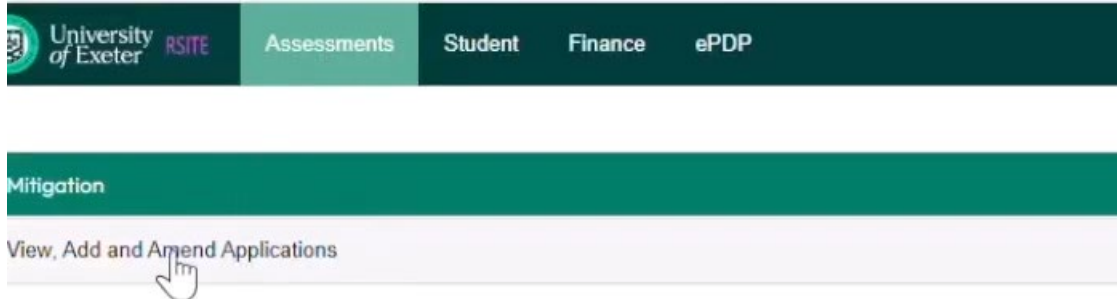 University
of Exeter RSITE Assessments Student Finance ePDP
Mitigation
View, Add and Amend Applications